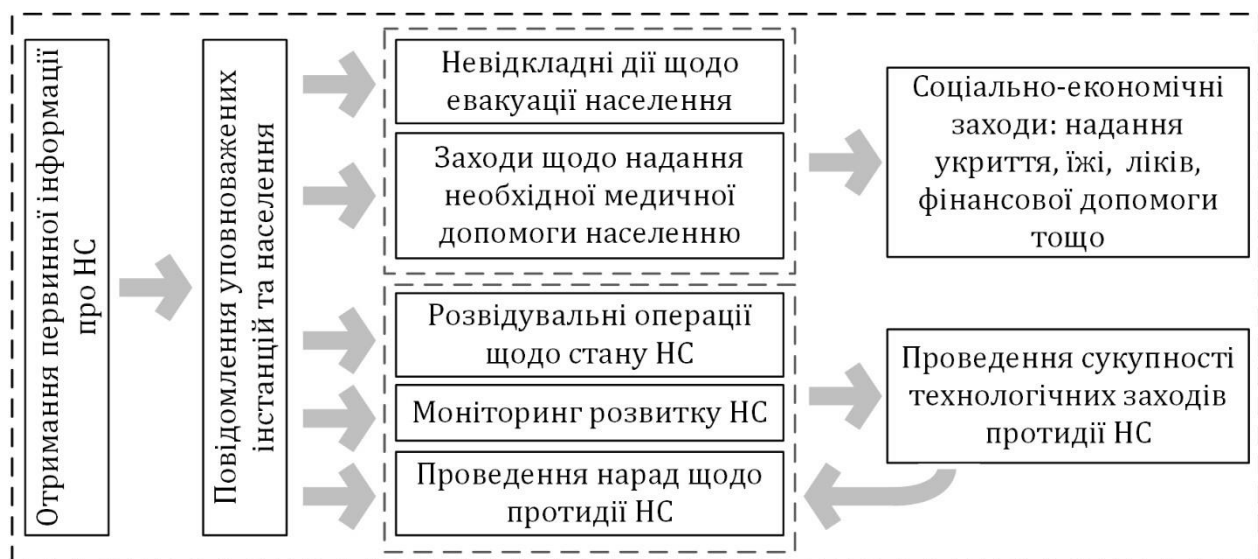 Отримання первинної інформації
про НС
Повідомлення уповноважених
інстанцій та населення
Невідкладні дії щодо
евакуації населення
Заходи щодо надання
необхідної медичної
допомоги населенню
Розвідувальні операції
щодо стану НС
Моніторинг розвитку НС
Проведення нарад щодо
протидії НС
Соціально-економічні
заходи: надання
укриття, їжі, ліків,
фінансової допомоги
тощо
Проведення сукупності
технологічних заходів
протидії НС